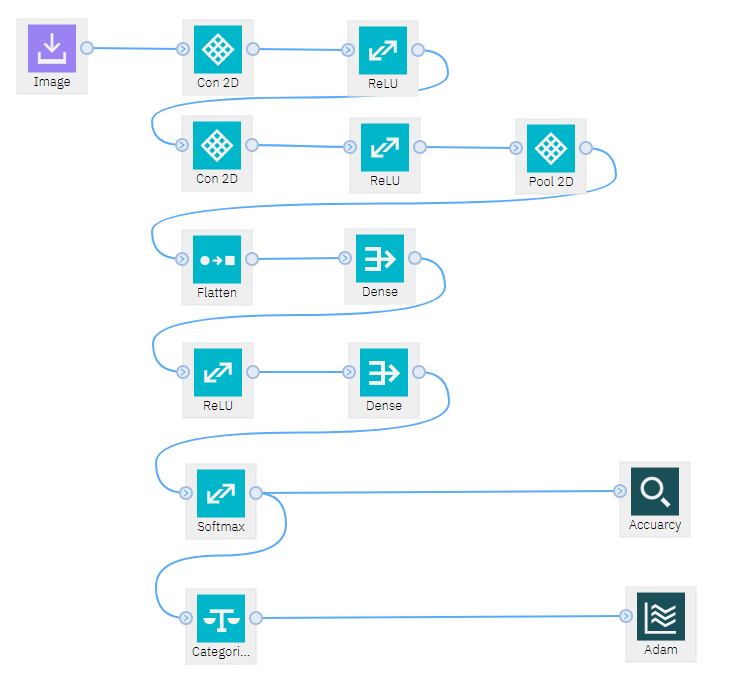 Image
Con 2D
ReLU
Con 2D
ReLU
Pool 2D
Flatten
Dense
ReLU
Dense
Softmax
Accuarcy
Categori...
Adam